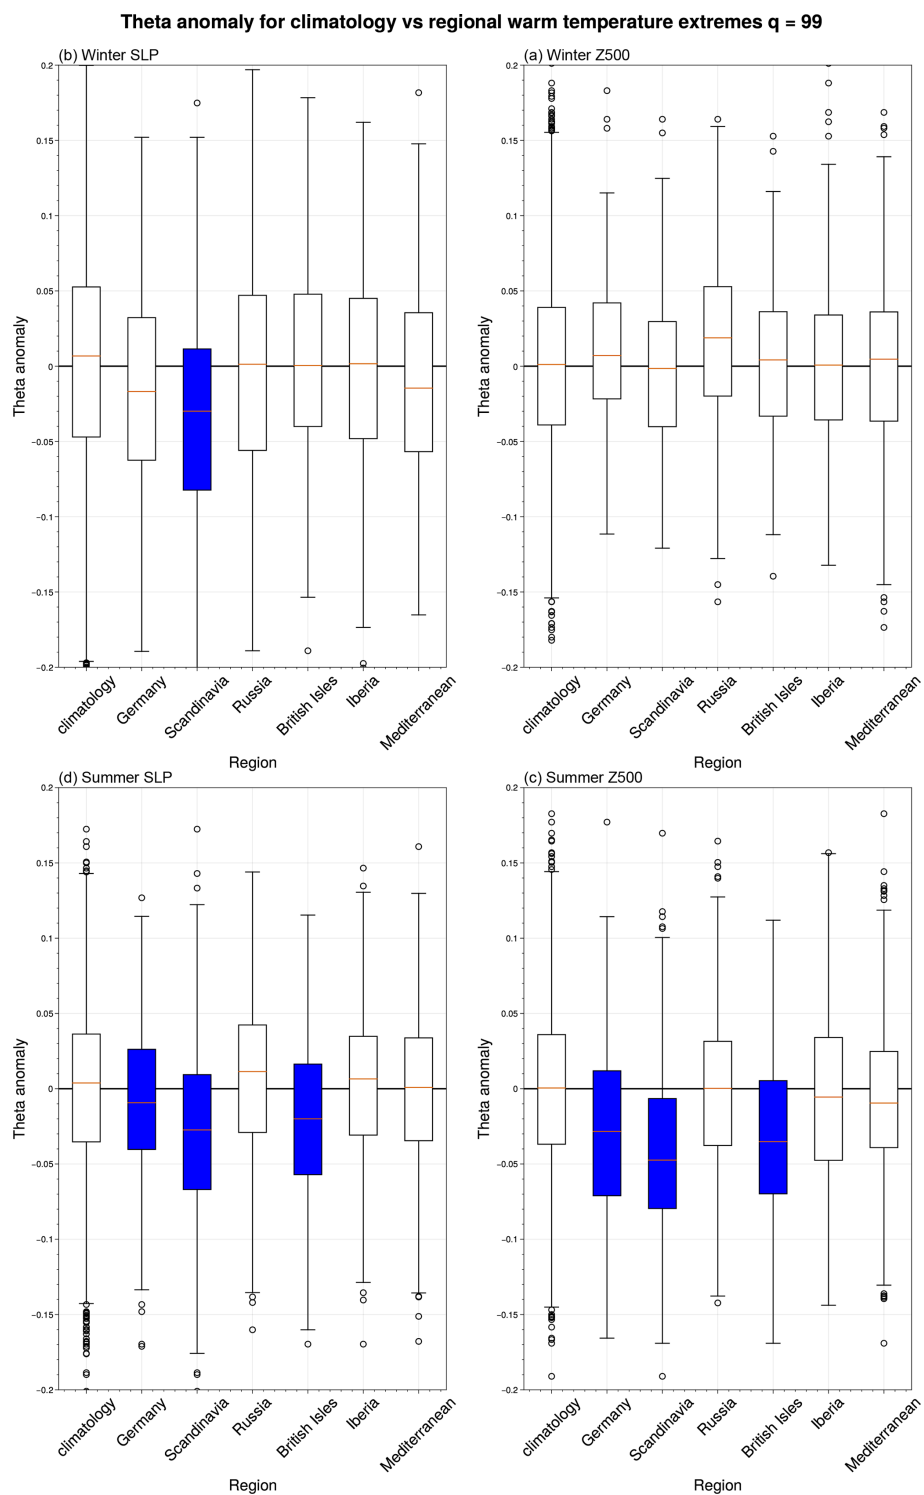 Theta anomaly for climatology vs regional warm temperature extremes q = 99
(b) Winter SLP
0.2
0.15
0.1
0.05
0
−0.05
−0.1
−0.15
−0.2
Theta anomaly
climatology
Germany
Scandinavia
Russia
British Isles
Iberia
Mediterranean
Region
(a) Winter Z500
0.2
0.15
0.1
0.05
0
−0.05
−0.1
−0.15
−0.2
Theta anomaly
climatology
Germany
Scandinavia
Russia
British Isles
Iberia
Mediterranean
Region
(d) Summer SLP
0.2
0.15
0.1
0.05
0
−0.05
−0.1
−0.15
−0.2
Theta anomaly
climatology
Germany
Scandinavia
Russia
British Isles
Iberia
Mediterranean
Region
(c) Summer Z500
0.2
0.15
0.1
0.05
0
−0.05
−0.1
−0.15
−0.2
Theta anomaly
climatology
Germany
Scandinavia
Russia
British Isles
Iberia
Mediterranean
Region